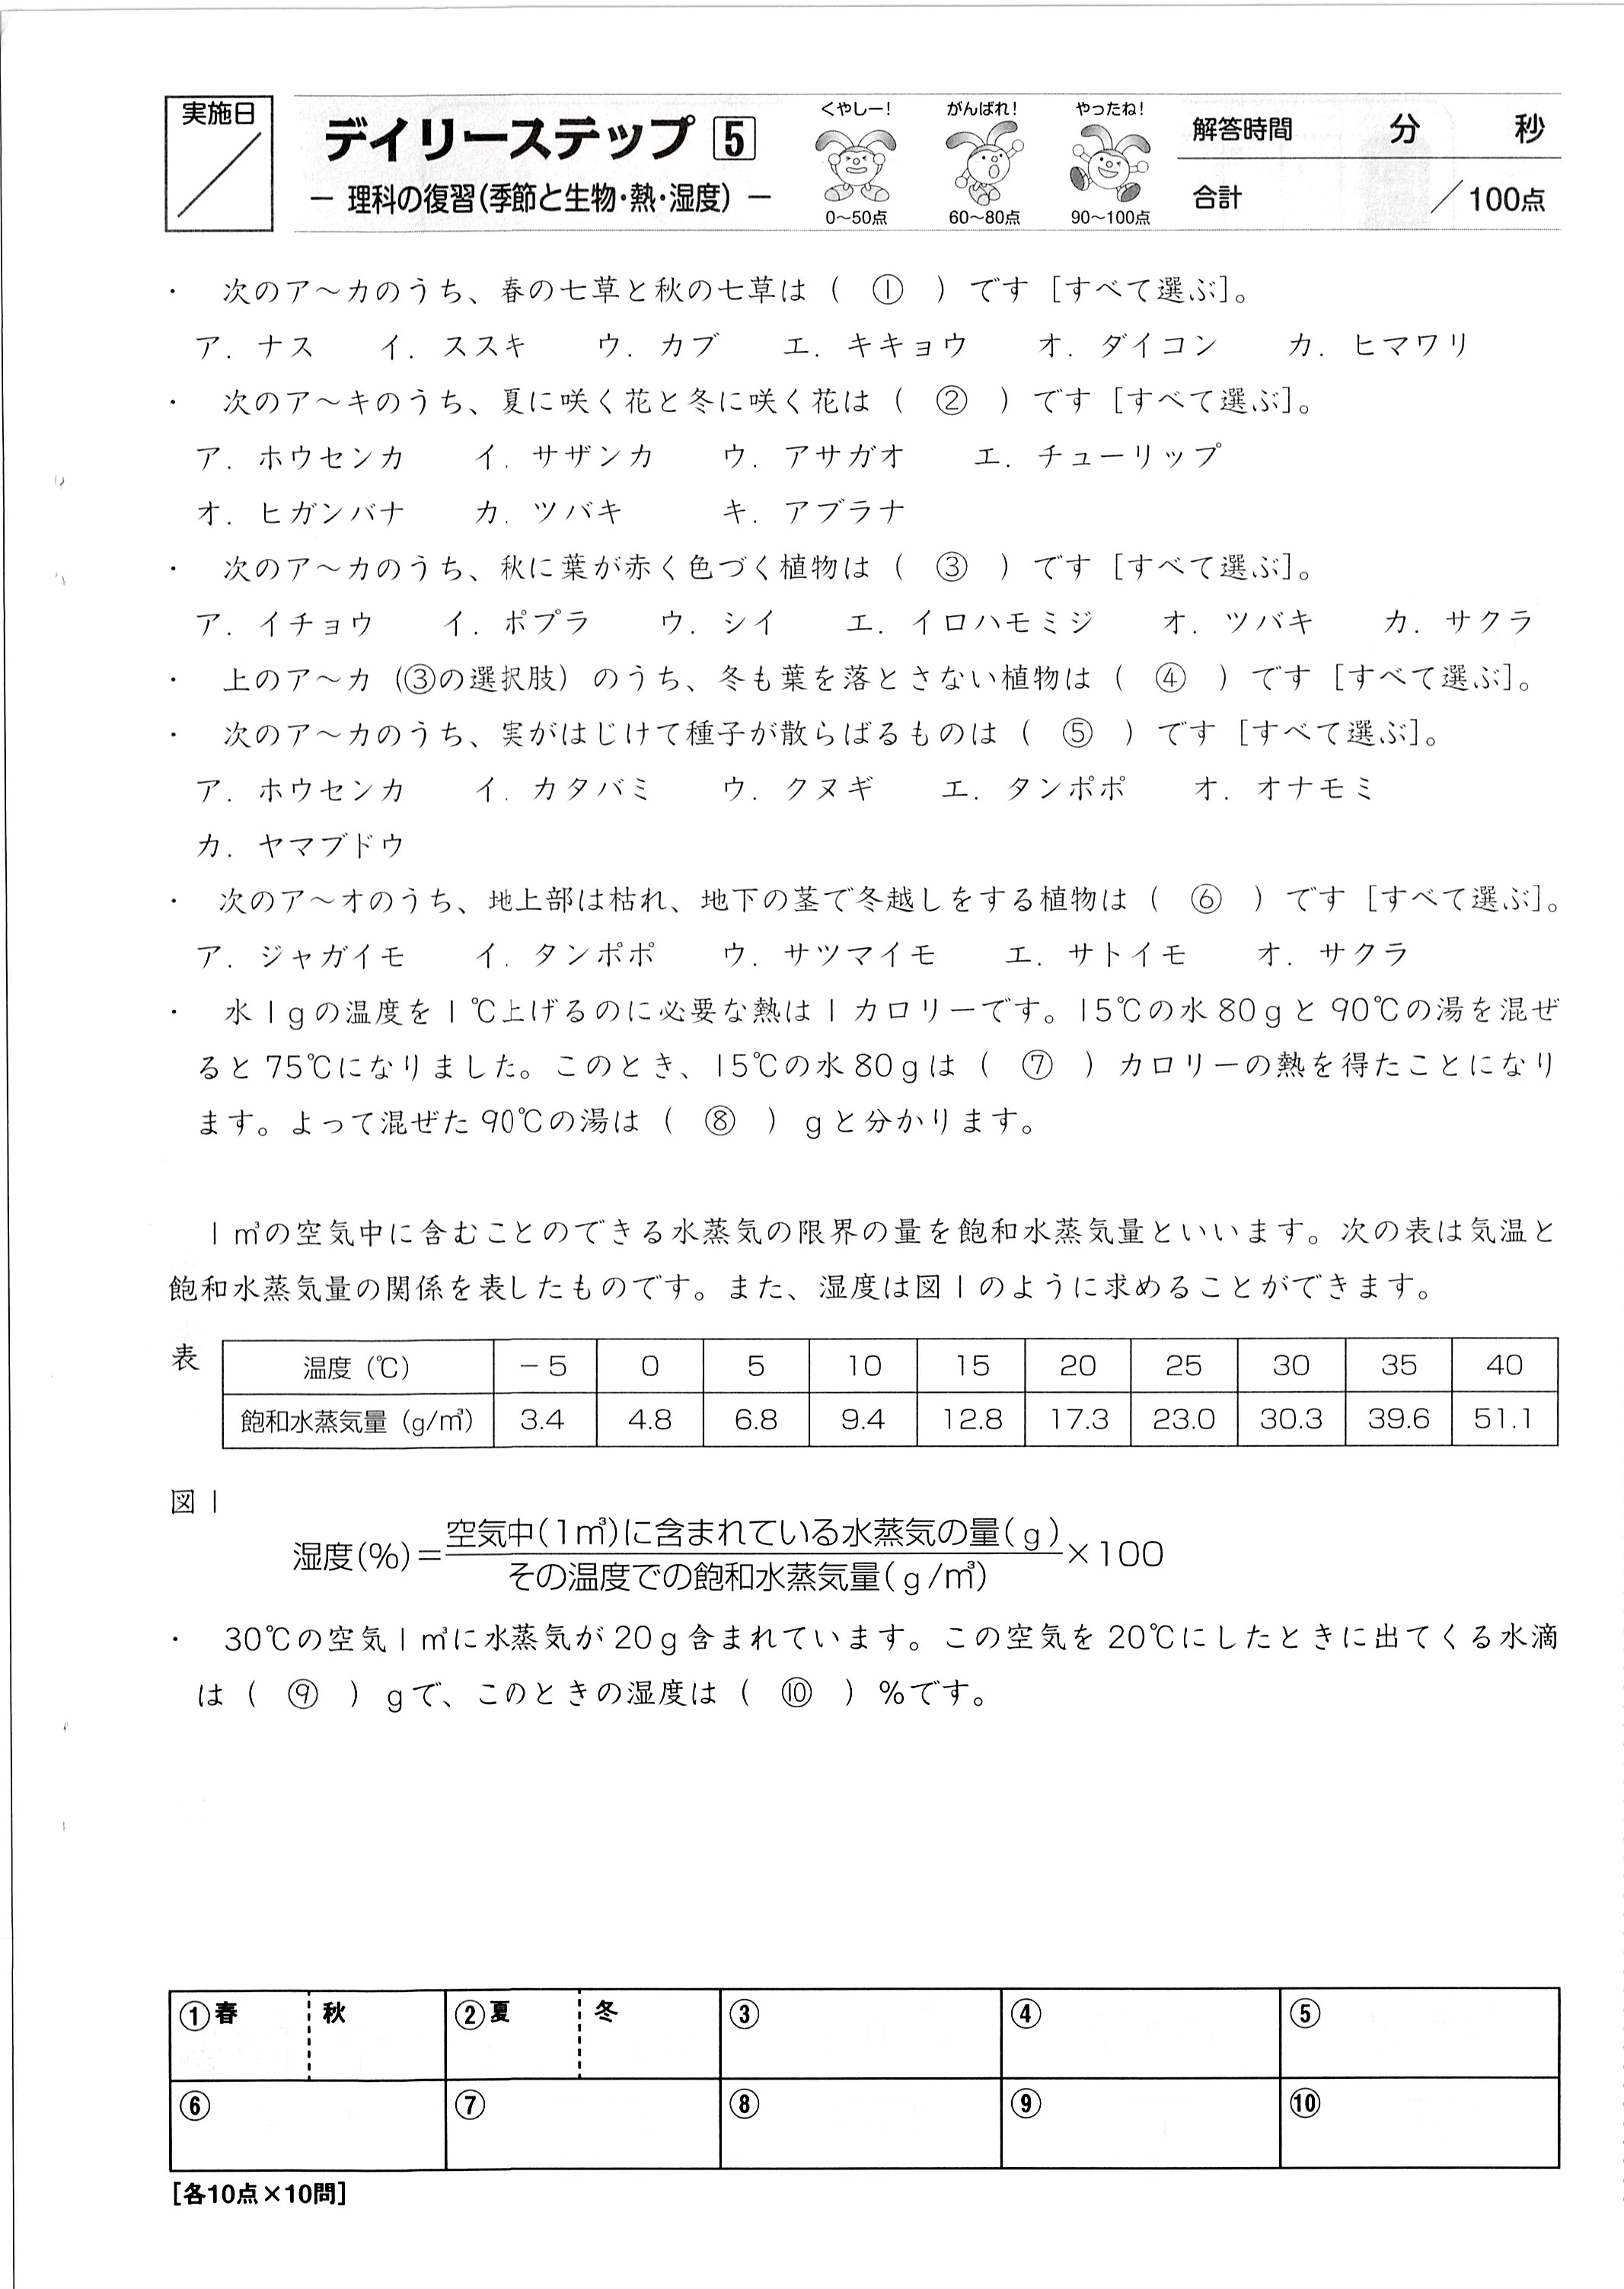 実施日
／
デイリーステップ 5
― 理科の復習(季節と生物･熱･湿度) ―
くやしー！ がんばれ！ やったね！
0～50点 60～80点 90～100点
解答時間 分 秒
合計 ／100点
・ 次のア～カのうち、春の七草と秋の七草は（ ① ）です［すべて選ぶ］。
ア．ナス イ．ススキ ウ．カブ エ．キキョウ オ．ダイコン カ．ヒマワリ
・ 次のア～キのうち、夏に咲く花と冬に咲く花は（ ② ）です［すべて選ぶ］。
ア．ホウセンカ イ．サザンカ ウ．アサガオ エ．チューリップ
オ．ヒガンバナ カ．ツバキ キ．アブラナ
・ 次のア～カのうち、秋に葉が赤く色づく植物は（ ③ ）です［すべて選ぶ］。
ア．イチョウ イ．ポプラ ウ．シイ エ．イロハモミジ オ．ツバキ カ．サクラ
・ 上のア～カ（③の選択肢）のうち、冬も葉を落とさない植物は（ ④ ）です［すべて選ぶ］。
・ 次のア～カのうち、実がはじけて種子が散らばるものは（ ⑤ ）です［すべて選ぶ］。
ア．ホウセンカ イ．カタバミ ウ．クヌギ エ．タンポポ オ．オナモミ
カ．ヤマブドウ
・ 次のア～オのうち、地上部は枯れ、地下の茎で冬越しをする植物は（ ⑥ ）です［すべて選ぶ］。
ア．ジャガイモ イ．タンポポ ウ．サツマイモ エ．サトイモ オ．サクラ
・ 水1gの温度を1℃上げるのに必要な熱は1カロリーです。15℃の水80gと90℃の湯を混ぜ
ると75℃になりました。このとき、15℃の水80gは（ ⑦ ）カロリーの熱を得たことになり
ます。よって混ぜた90℃の湯は（ ⑧ ）gと分かります。
1㎥の空気中に含むことのできる水蒸気の限界の量を飽和水蒸気量といいます。次の表は気温と
飽和水蒸気量の関係を表したものです。また、湿度は図1のように求めることができます。
表
温度（℃） －5 0 5 10 15 20 25 30 35 40
飽和水蒸気量（g/㎥） 3.4 4.8 6.8 9.4 12.8 17.3 23.0 30.3 39.6 51.1
図1
空気中(1㎥)に含まれている水蒸気の量(g)
湿度(%)＝ ×100
その温度での飽和水蒸気量(g/㎥)
・ 30℃の空気1㎥に水蒸気が20g含まれています。この空気を20℃にしたときに出てくる水滴
は（ ⑨ ）gで、このときの湿度は（ ⑩ ）％です。
①春 秋 ②夏 冬 ③ ④ ⑤
⑥ ⑦ ⑧ ⑨ ⑩
［各10点×10問］